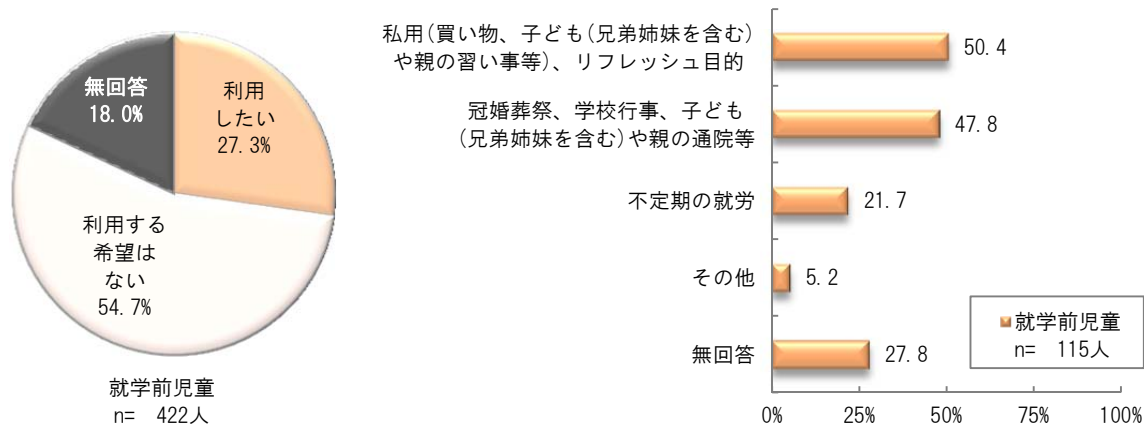 利用
したい
27.3%
利用する
希望は
ない
54.7%
無回答
18.0%
就学前児童
n=　422人
私用(買い物、子ども(兄弟姉妹を含む)
や親の習い事等)、リフレッシュ目的
50.4
冠婚葬祭、学校行事、子ども
(兄弟姉妹を含む)や親の通院等
47.8
不定期の就労
21.7
その他
5.2
無回答
27.8
就学前児童
n=　115人
0%
25%
50%
75%
100%